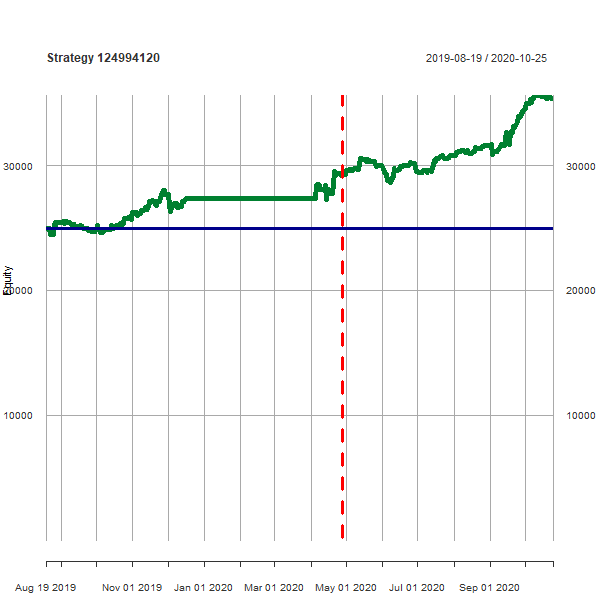 Strategy 124994120
2019-08-19 / 2020-10-25
30000
30000
Equity
20000
20000
10000
10000
Aug 19 2019
Nov 01 2019
Jan 01 2020
Mar 01 2020
May 01 2020
Jul 01 2020
Sep 01 2020